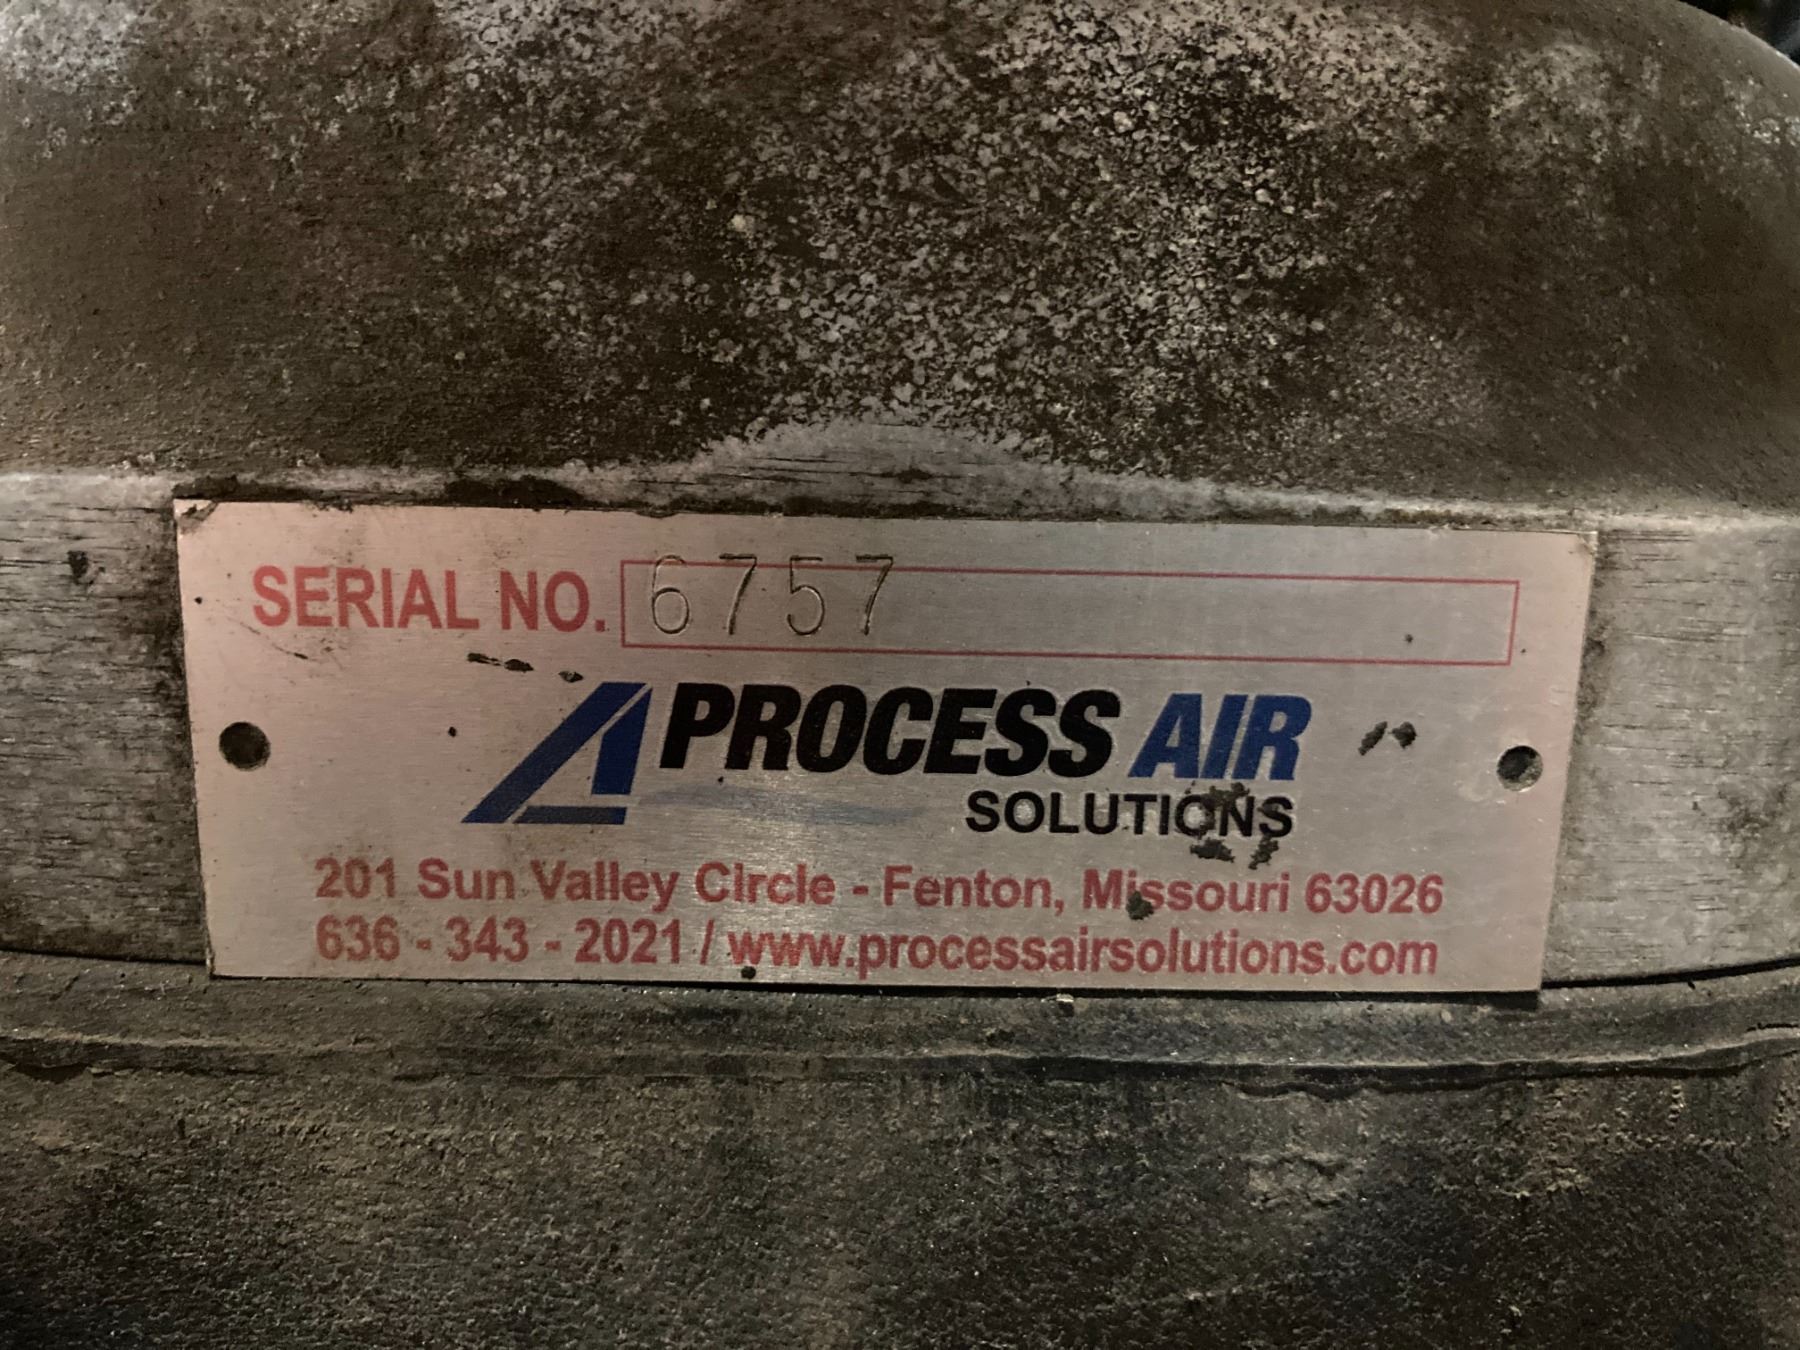 SERIAL NO. 6757
PROCESS AIR
SOLUTIONS
201 Sun Valley Circle - Fenton, Missouri 63026
636 - 343 - 2021 / www.processairsolutions.com